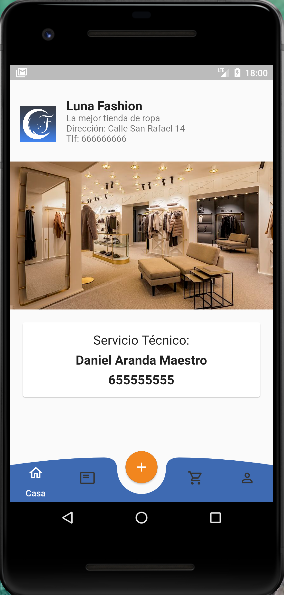 18:00
Luna Fashion
La mejor tienda de ropa
Dirección: Calle San Rafael 14
Tlf: 666666666
Servicio Técnico:
Daniel Aranda Maestro
655555555
Casa